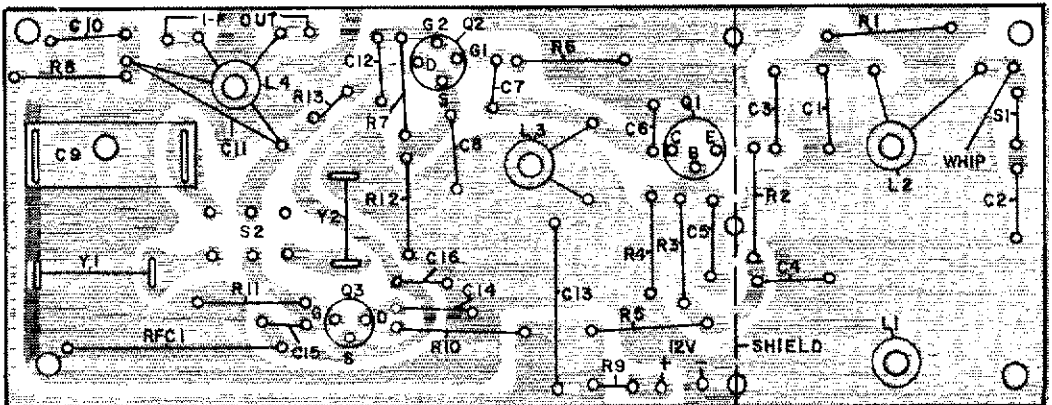 C10
I-F OUT
G2
Q2
R1
R8
L4
C12
D
G1
S
R6
C7
R13
C11
R7
C8
L3
C6
Q1
C
E
B
C3
C1
S1
WHIP
L2
C2
C9
R12
Y2
S2
R2
R4
R3
C5
Y1
C16
C4
R11
Q3
G
D
S
C14
C13
R5
C15
R10
RFC1
12V
+
-
SHIELD
L1
R9